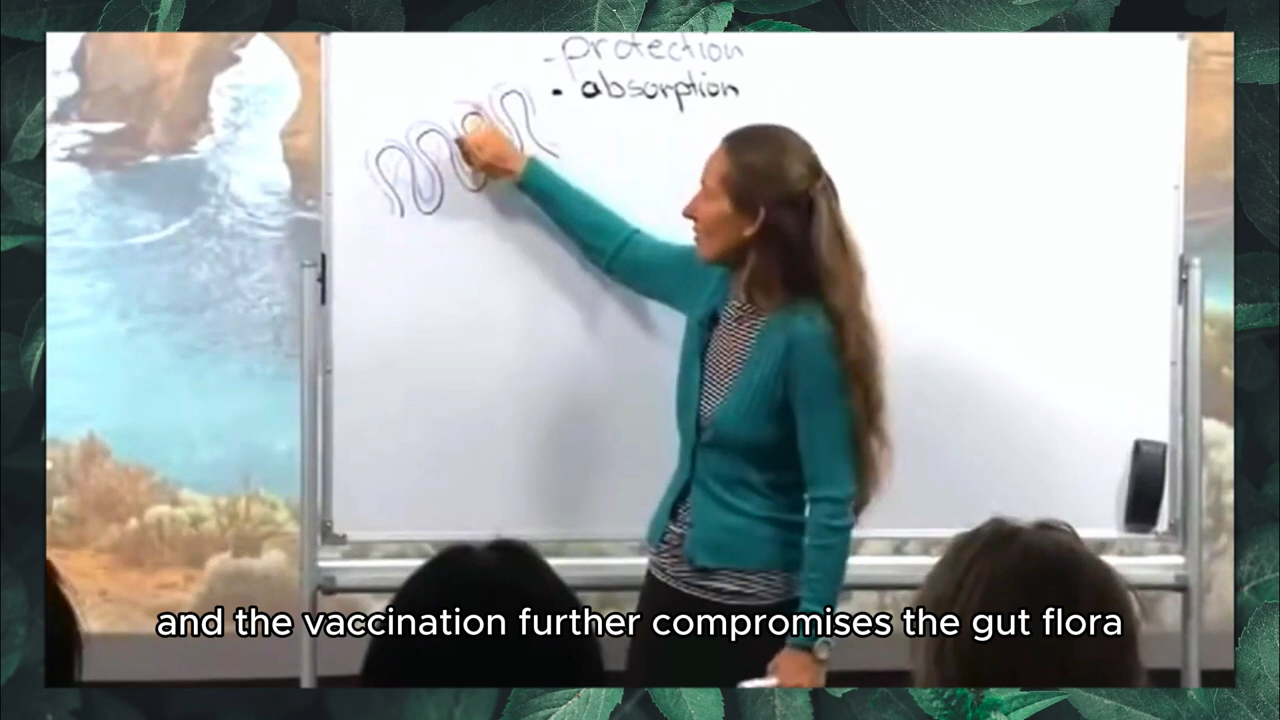 - protection
• absorption
and the vaccination further compromises the gut flora